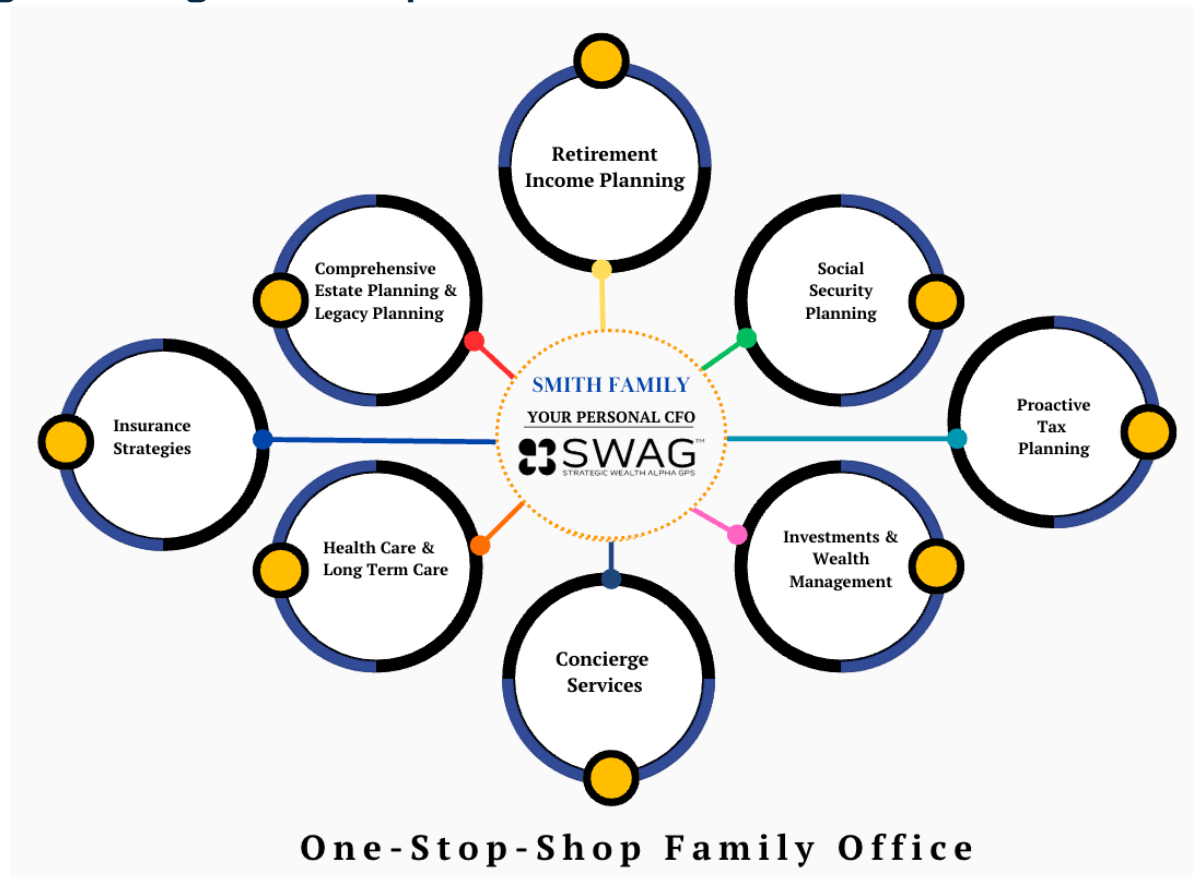 Retirement
Income Planning
Comprehensive
Estate Planning &
Legacy Planning
Social
Security
Planning
Insurance
Strategies
SMITH FAMILY
YOUR PERSONAL CFO
SWAG™
STRATEGIC WEALTH ALPHA GPS
Proactive
Tax
Planning
Health Care &
Long Term Care
Investments &
Wealth
Management
Concierge
Services
One-Stop-Shop Family Office